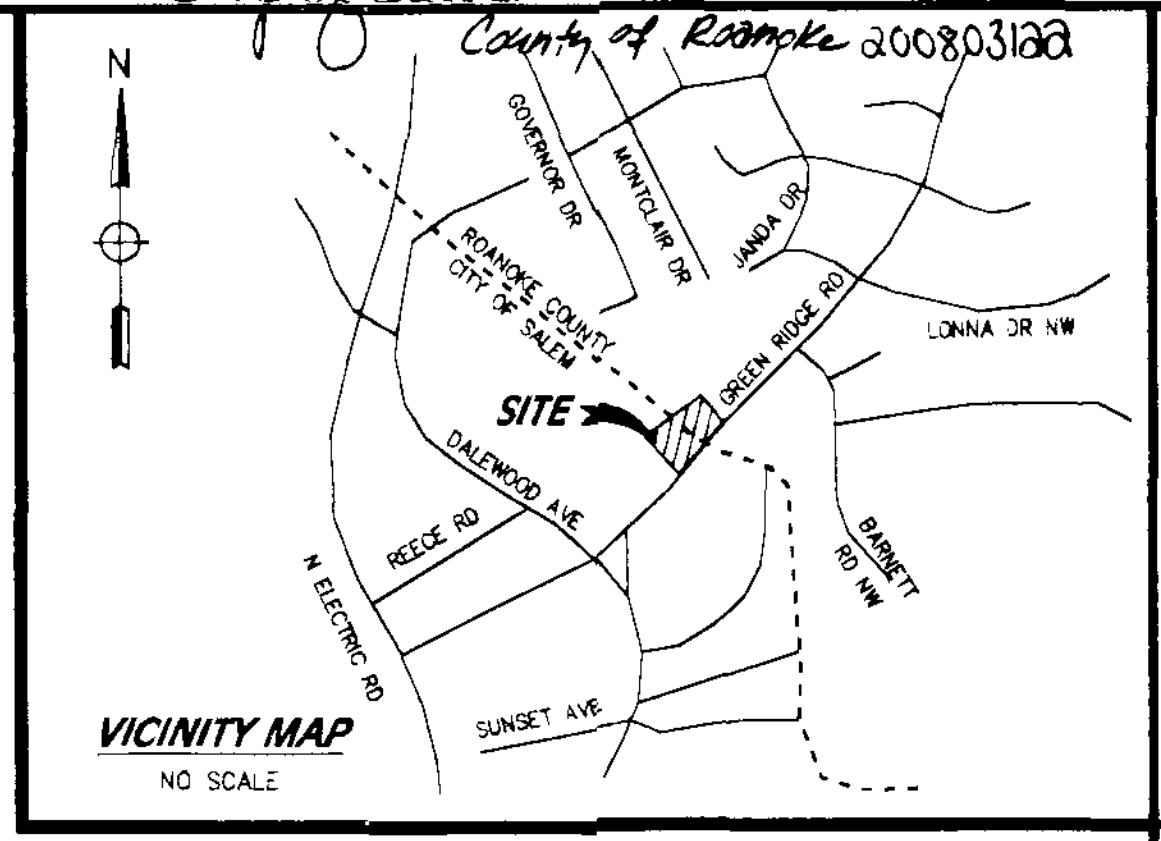 County of Roanoke 200803122
N
GOVERNOR DR
MONTCLAIR DR
JANDA DR
ROANOKE COUNTY
CITY OF SALEM
GREEN RIDGE RD
LONNA DR NW
SITE
DALEWOOD AVE
REECE RD
BARNETT
RD NW
N ELECTRIC RD
SUNSET AVE
VICINITY MAP
NO SCALE